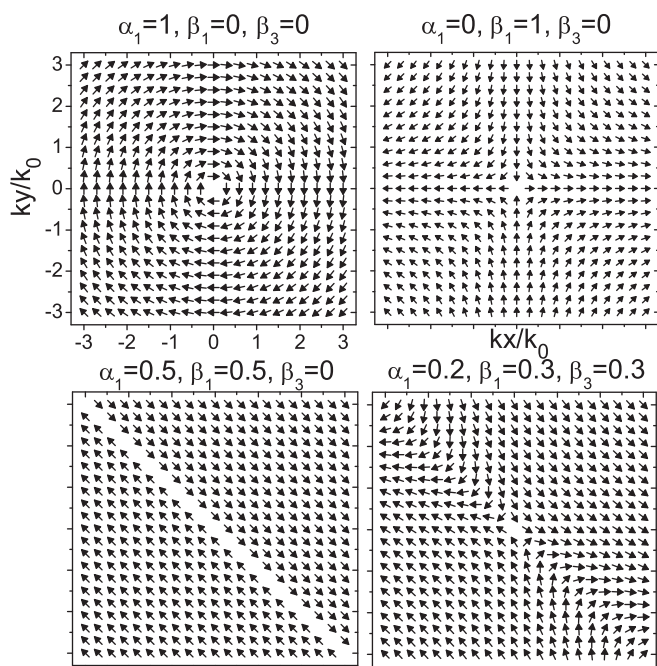 α₁=1, β₁=0, β₃=0
α₁=0, β₁=1, β₃=0
3
2
1
0
-1
-2
-3
ky/k₀
-3 -2 -1 0 1 2 3
kx/k₀
α₁=0.5, β₁=0.5, β₃=0
α₁=0.2, β₁=0.3, β₃=0.3